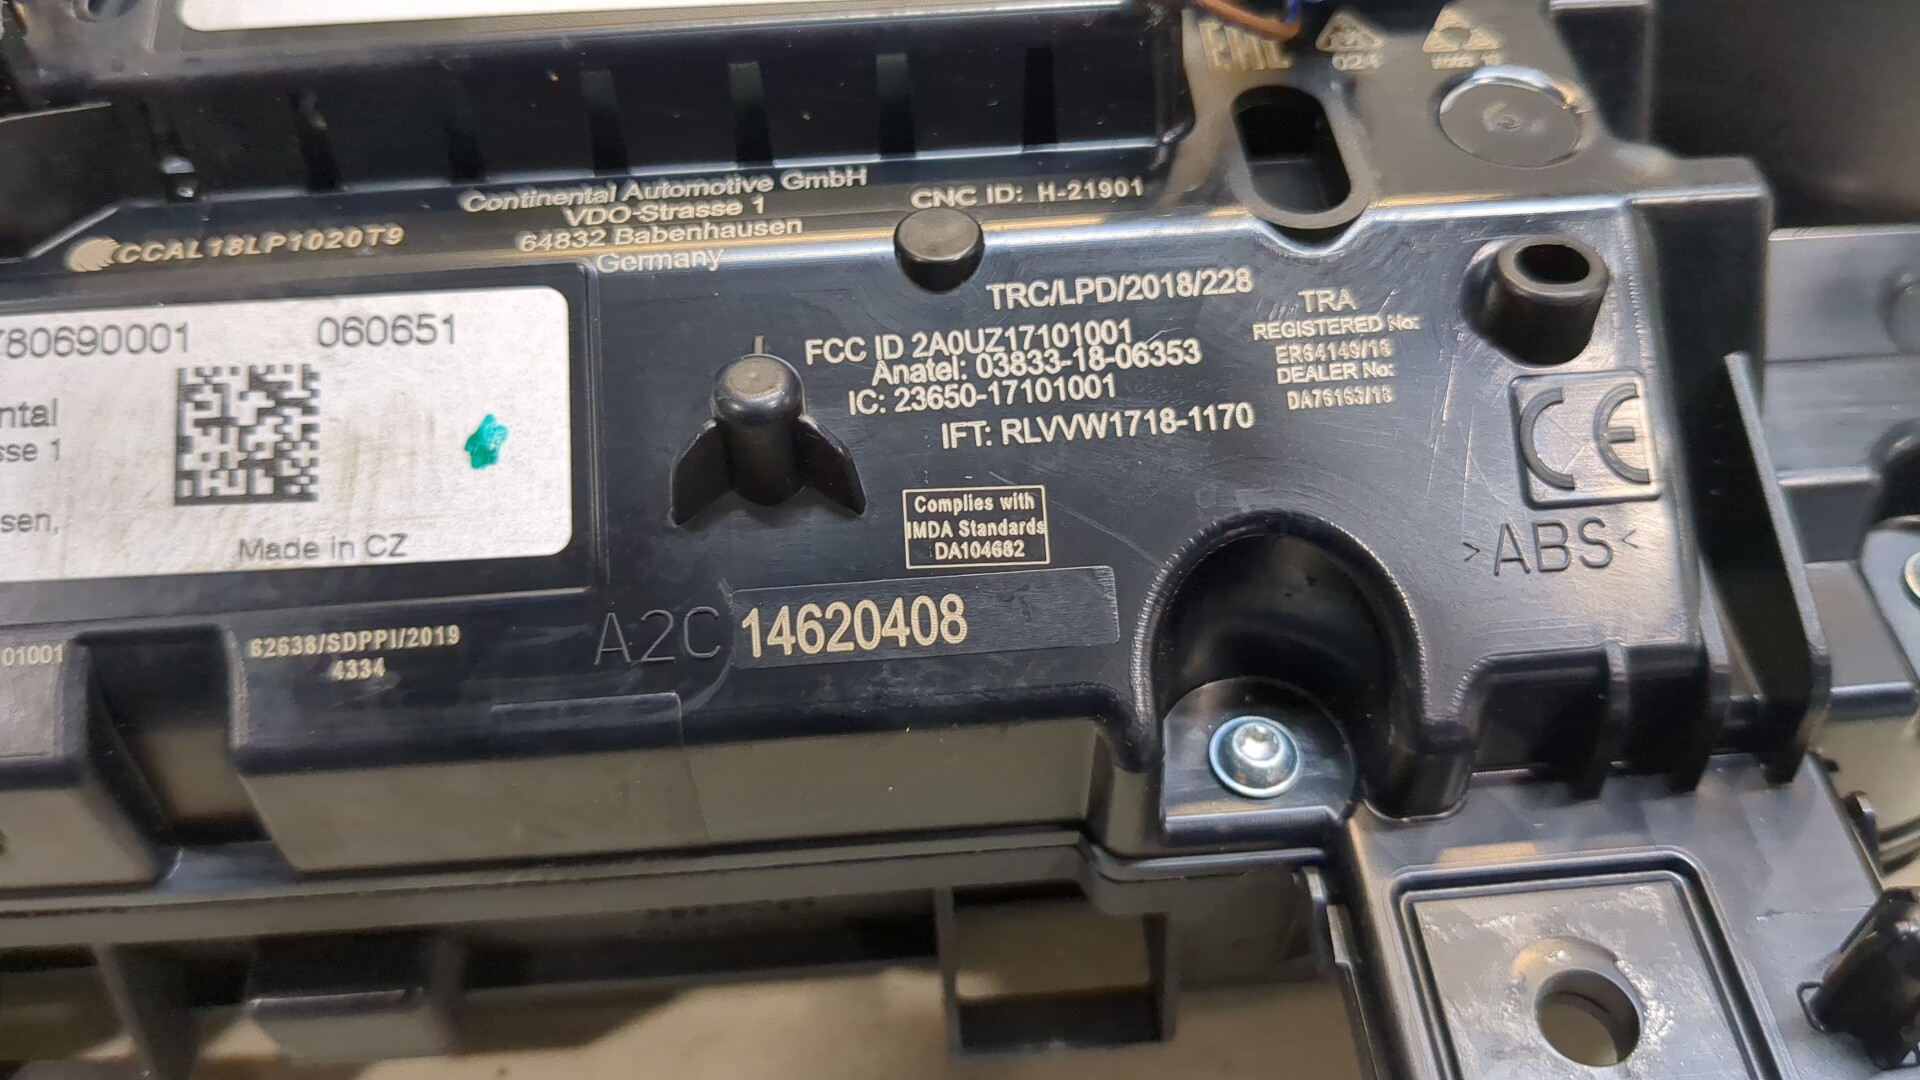 EAC
Continental Automotive GmbH
VDO-Strasse 1
64832 Babenhausen
Germany
CNC ID: H-21901
CCAL18LP1020T9
780690001
060651
ntal
sse 1
sen,
Made in CZ
TRC/LPD/2018/228
FCC ID 2A0UZ17101001
Anatel: 03833-18-06353
IC: 23650-17101001
IFT: RLVVW1718-1170
TRA
REGISTERED No:
ER64149/18
DEALER No:
DA76163/18
CE
>ABS<
Complies with
IMDA Standards
DA104682
A2C 14620408
01001
62638/SDPPI/2019
4334